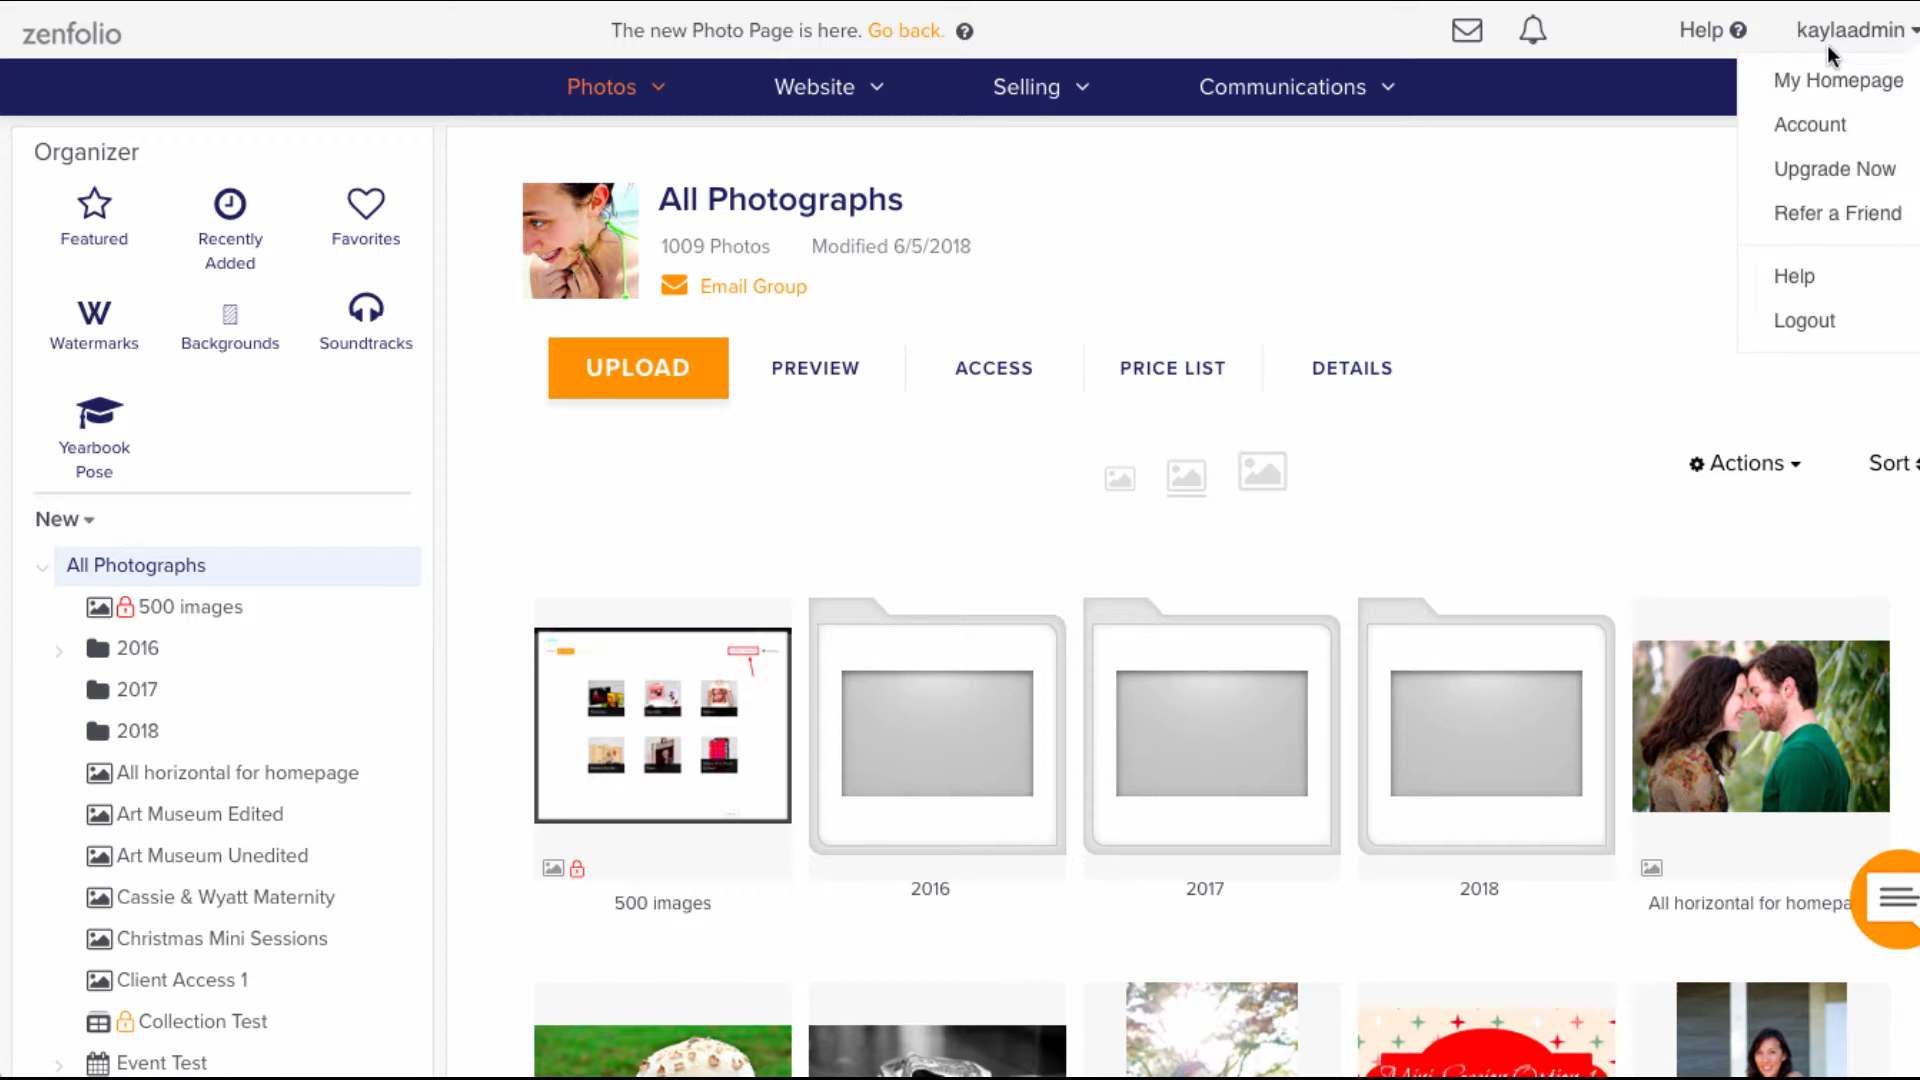 zenfolio
The new Photo Page is here. Go back.
Help
kaylaadmin
Photos
Website
Selling
Communications
My Homepage
Account
Upgrade Now
Refer a Friend
Help
Logout
Organizer
Featured
Recently
Added
Favorites
Watermarks
Backgrounds
Soundtracks
Yearbook
Pose
New
All Photographs
500 images
2016
2017
2018
All horizontal for homepage
Art Museum Edited
Art Museum Unedited
Cassie & Wyatt Maternity
Christmas Mini Sessions
Client Access 1
Collection Test
Event Test
All Photographs
1009 Photos Modified 6/5/2018
Email Group
UPLOAD
PREVIEW
ACCESS
PRICE LIST
DETAILS
Actions
Sort
500 images
2016
2017
2018
All horizontal for homepa